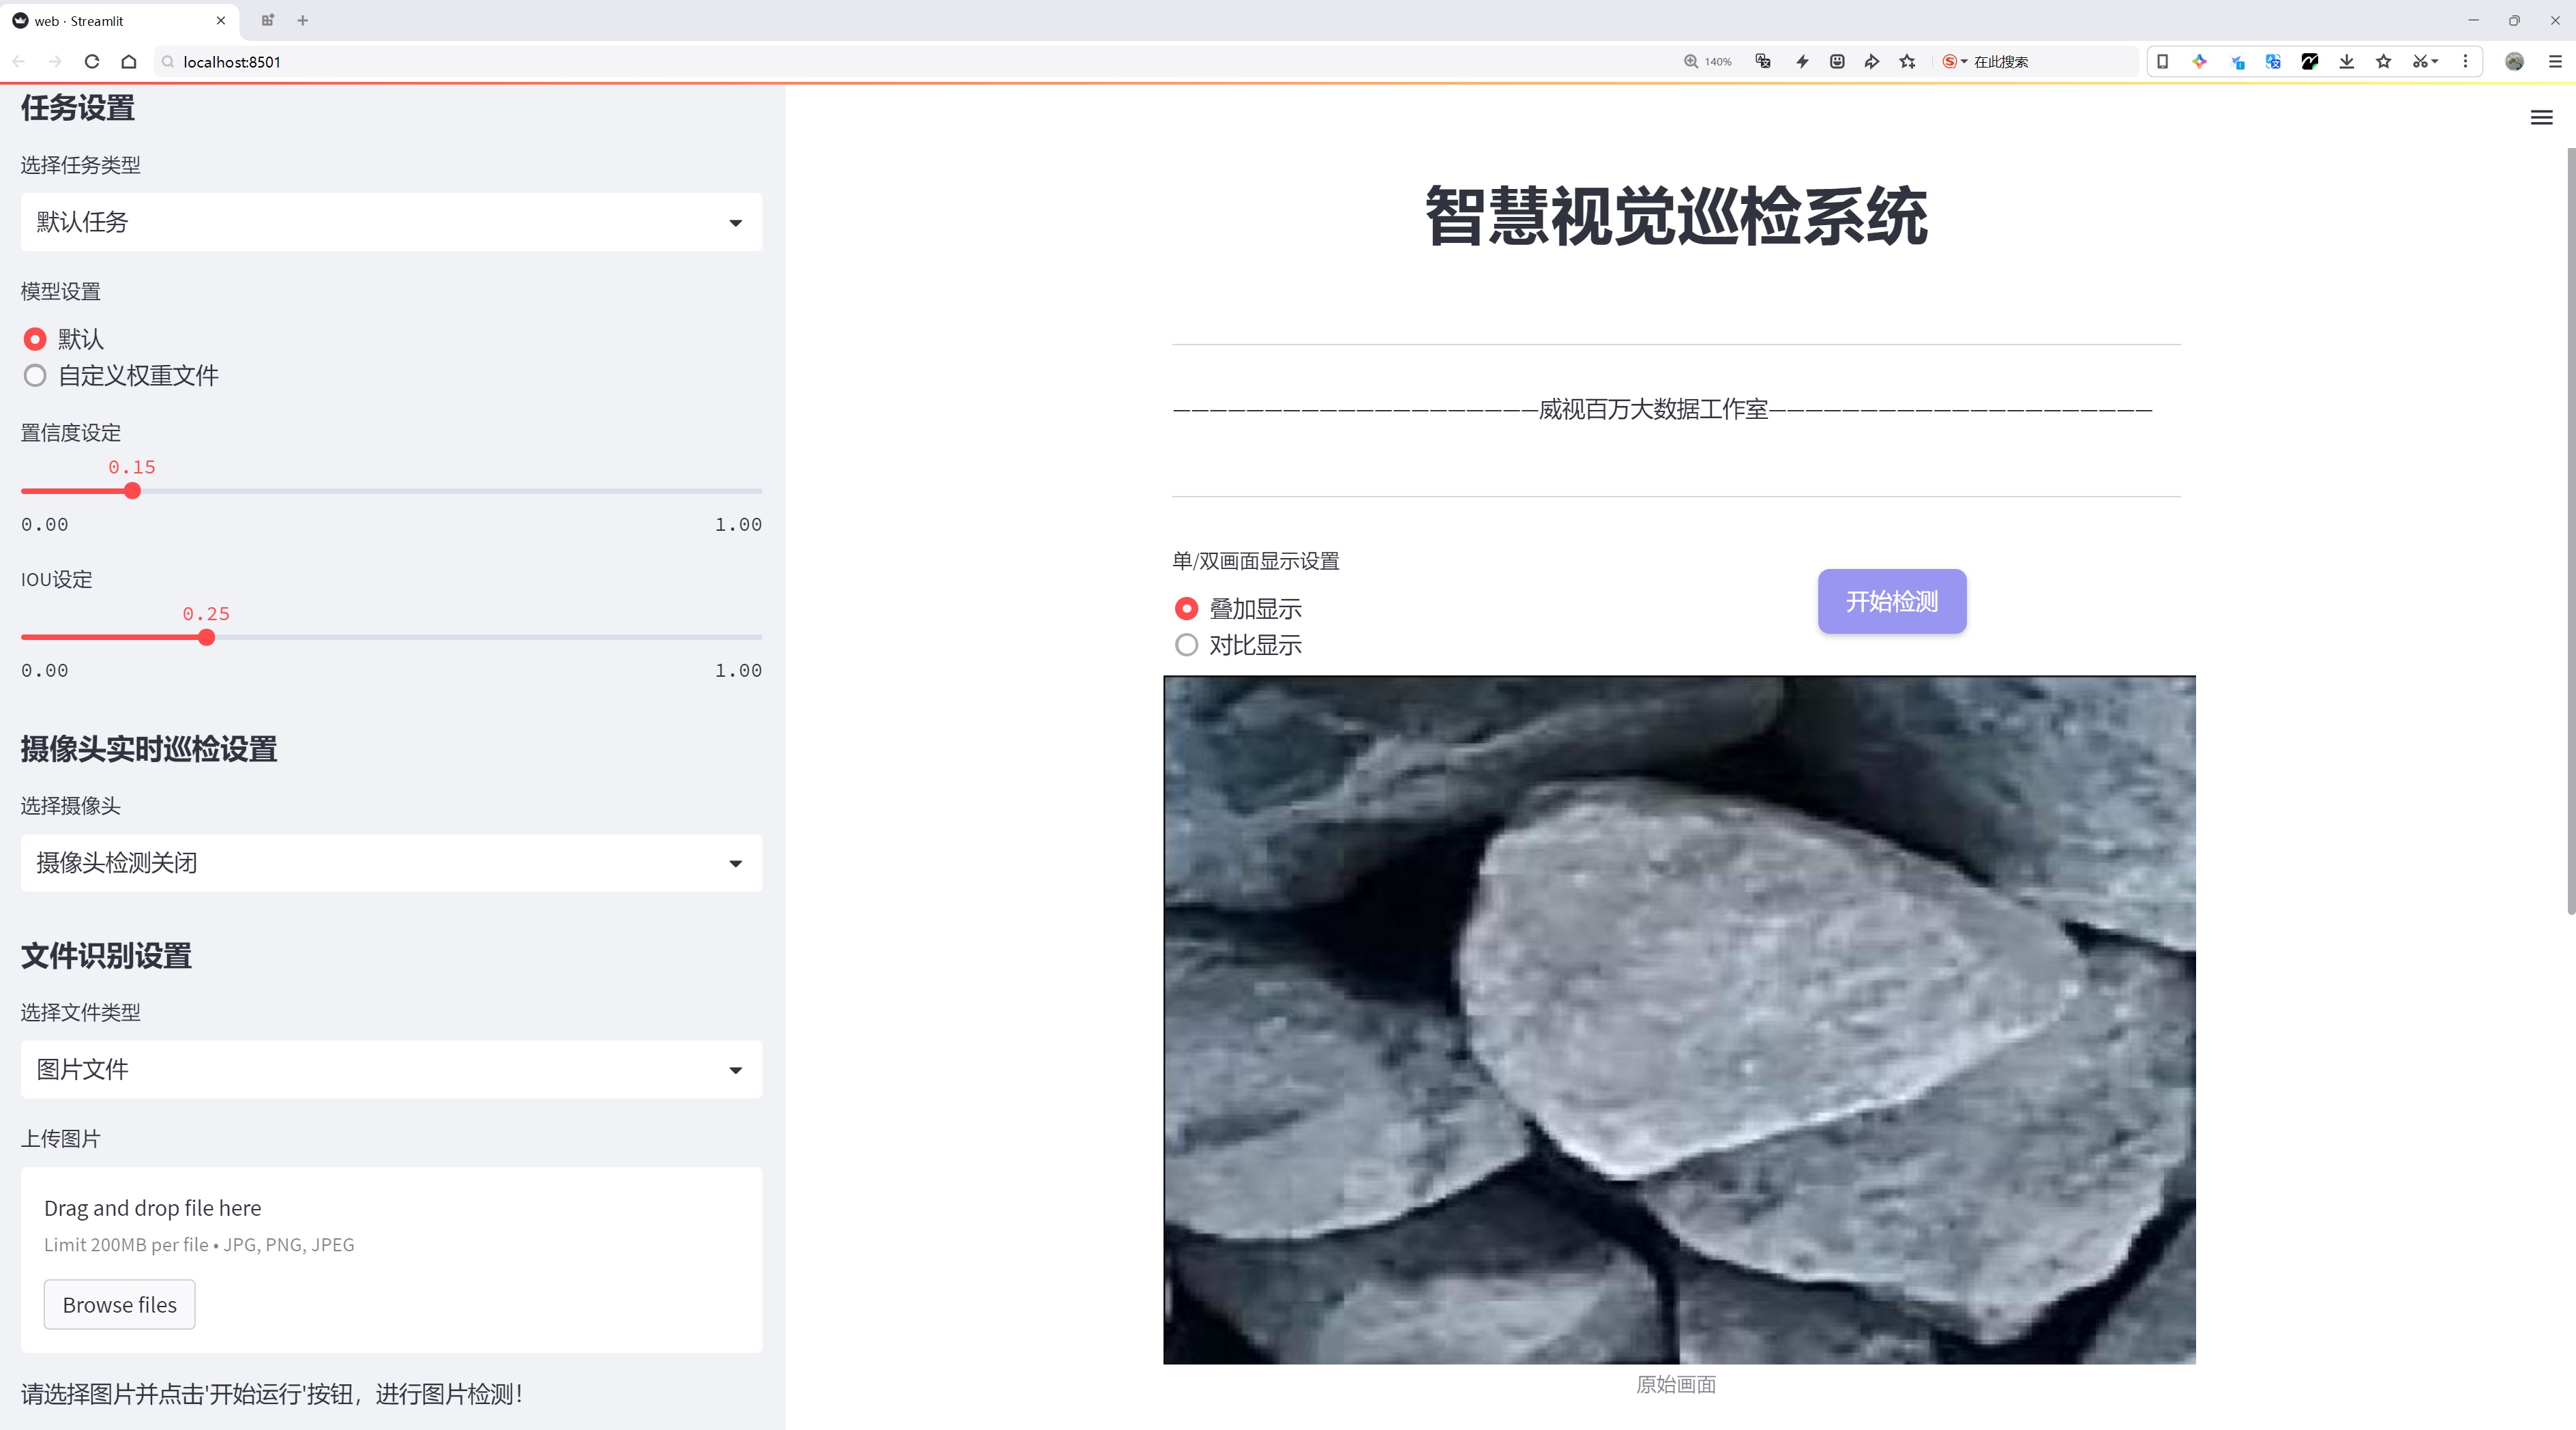 web · Streamlit
localhost:8501
140%
在此搜索
任务设置
选择任务类型
默认任务
模型设置
默认
自定义权重文件
置信度设定
0.15
0.00
1.00
IOU设定
0.25
0.00
1.00
摄像头实时巡检设置
选择摄像头
摄像头检测关闭
文件识别设置
选择文件类型
图片文件
上传图片
Drag and drop file here
Limit 200MB per file • JPG, PNG, JPEG
Browse files
请选择图片并点击'开始运行'按钮，进行图片检测！
智慧视觉巡检系统
————————————————————威视百万大数据工作室—————————————————————
单/双画面显示设置
叠加显示
对比显示
开始检测
原始画面